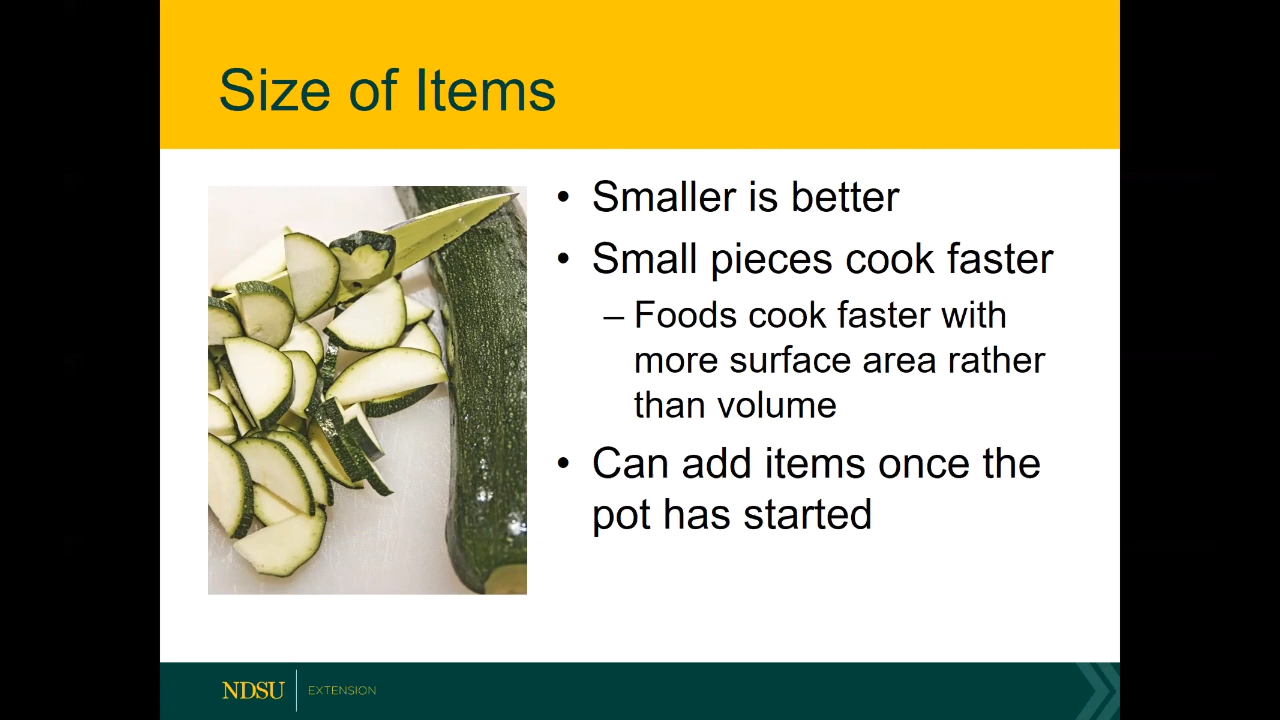 Size of Items
• Smaller is better
• Small pieces cook faster
– Foods cook faster with
more surface area rather
than volume
• Can add items once the
pot has started
NDSU EXTENSION